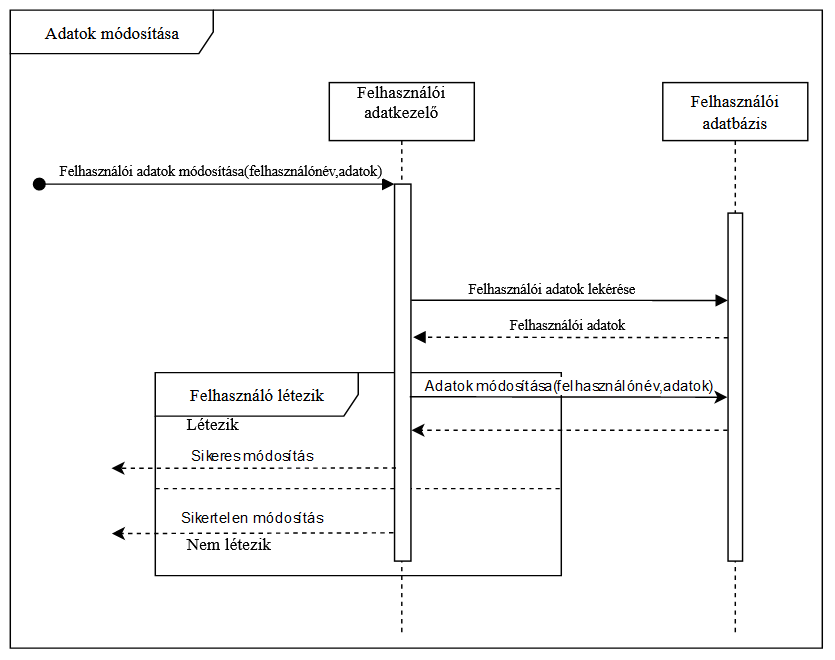 Adatok módosítása
Felhasználói
adatkezelő
Felhasználói
adatbázis
Felhasználói adatok módosítása(felhasználónév,adatok)
Felhasználói adatok lekérése
Felhasználói adatok
Felhasználó létezik
Adatok módosítása(felhasználónév,adatok)
Létezik
Sikeres módosítás
Sikertelen módosítás
Nem létezik